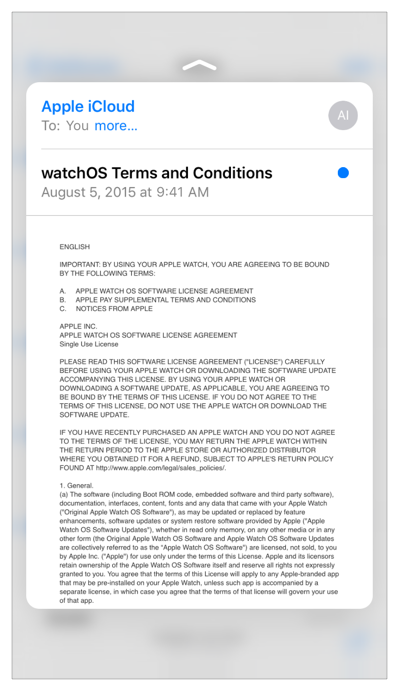 Apple iCloud
AI
To: You more...
watchOS Terms and Conditions
August 5, 2015 at 9:41 AM
ENGLISH
IMPORTANT: BY USING YOUR APPLE WATCH, YOU ARE AGREEING TO BE BOUND
BY THE FOLLOWING TERMS:
A. APPLE WATCH OS SOFTWARE LICENSE AGREEMENT
B. APPLE PAY SUPPLEMENTAL TERMS AND CONDITIONS
C. NOTICES FROM APPLE
APPLE INC.
APPLE WATCH OS SOFTWARE LICENSE AGREEMENT
Single Use License
PLEASE READ THIS SOFTWARE LICENSE AGREEMENT ("LICENSE") CAREFULLY
BEFORE USING YOUR APPLE WATCH OR DOWNLOADING THE SOFTWARE UPDATE
ACCOMPANYING THIS LICENSE. BY USING YOUR APPLE WATCH OR
DOWNLOADING A SOFTWARE UPDATE, AS APPLICABLE, YOU ARE AGREEING TO
BE BOUND BY THE TERMS OF THIS LICENSE. IF YOU DO NOT AGREE TO THE
TERMS OF THIS LICENSE, DO NOT USE THE APPLE WATCH OR DOWNLOAD THE
SOFTWARE UPDATE.
IF YOU HAVE RECENTLY PURCHASED AN APPLE WATCH AND YOU DO NOT AGREE
TO THE TERMS OF THE LICENSE, YOU MAY RETURN THE APPLE WATCH WITHIN
THE RETURN PERIOD TO THE APPLE STORE OR AUTHORIZED DISTRIBUTOR
WHERE YOU OBTAINED IT FOR A REFUND, SUBJECT TO APPLE'S RETURN POLICY
FOUND AT http://www.apple.com/legal/sales_policies/.
1. General.
(a) The software (including Boot ROM code, embedded software and third party software),
documentation, interfaces, content, fonts and any data that came with your Apple Watch
("Original Apple Watch OS Software"), as may be updated or replaced by feature
enhancements, software updates or system restore software provided by Apple ("Apple
Watch OS Software Updates"), whether in read only memory, on any other media or in any
other form (the Original Apple Watch OS Software and Apple Watch OS Software Updates
are collectively referred to as the "Apple Watch OS Software") are licensed, not sold, to you
by Apple Inc. ("Apple") for use only under the terms of this License. Apple and its licensors
retain ownership of the Apple Watch OS Software itself and reserve all rights not expressly
granted to you. You agree that the terms of this License will apply to any Apple-branded app
that may be pre-installed on your Apple Watch, unless such app is accompanied by a
separate license, in which case you agree that the terms of that license will govern your use
of that app.